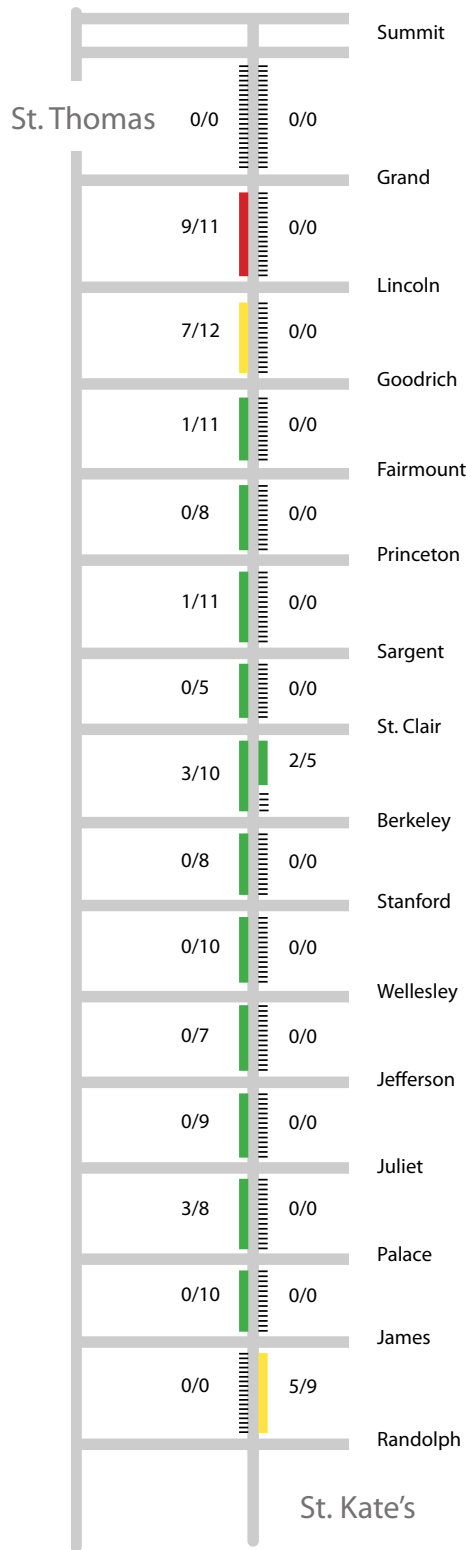 Summit
St. Thomas 0/0 0/0
Grand
9/11 0/0
Lincoln
7/12 0/0
Goodrich
1/11 0/0
Fairmount
0/8 0/0
Princeton
1/11 0/0
Sargent
0/5 0/0
St. Clair
3/10 2/5
Berkeley
0/8 0/0
Stanford
0/10 0/0
Wellesley
0/7 0/0
Jefferson
0/9 0/0
Juliet
3/8 0/0
Palace
0/10 0/0
James
0/0 5/9
Randolph
St. Kate's